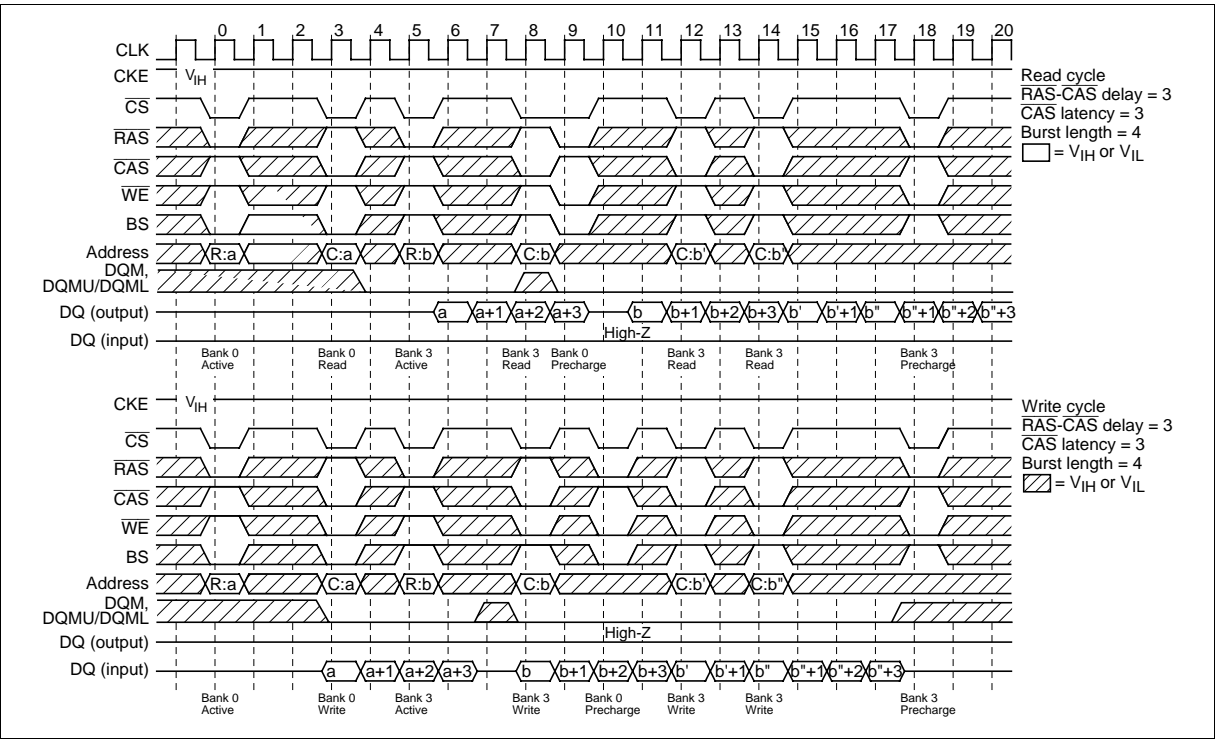 0 1 2 3 4 5 6 7 8 9 10 11 12 13 14 15 16 17 18 19 20
CLK
CKE VIH
CS
RAS
CAS
WE
BS
Address R:a C:a R:b C:b C:b' C:b'
DQM,
DQMU/DQML
DQ (output) a a+1 a+2 a+3 b b+1 b+2 b+3 b' b'+1 b" b"+1 b"+2 b"+3
High-Z
DQ (input)
Bank 0 Active
Bank 0 Read
Bank 3 Active
Bank 3 Read
Bank 0 Precharge
Bank 3 Read
Bank 3 Read
Bank 3 Precharge
Read cycle
RAS-CAS delay = 3
CAS latency = 3
Burst length = 4
= VIH or VIL
CKE VIH
CS
RAS
CAS
WE
BS
Address R:a C:a R:b C:b C:b' C:b"
DQM,
DQMU/DQML
High-Z
DQ (output)
DQ (input) a a+1 a+2 a+3 b b+1 b+2 b+3 b' b'+1 b" b"+1 b"+2 b"+3
Bank 0 Active
Bank 0 Write
Bank 3 Active
Bank 3 Write
Bank 0 Precharge
Bank 3 Write
Bank 3 Write
Bank 3 Precharge
Write cycle
RAS-CAS delay = 3
CAS latency = 3
Burst length = 4
= VIH or VIL